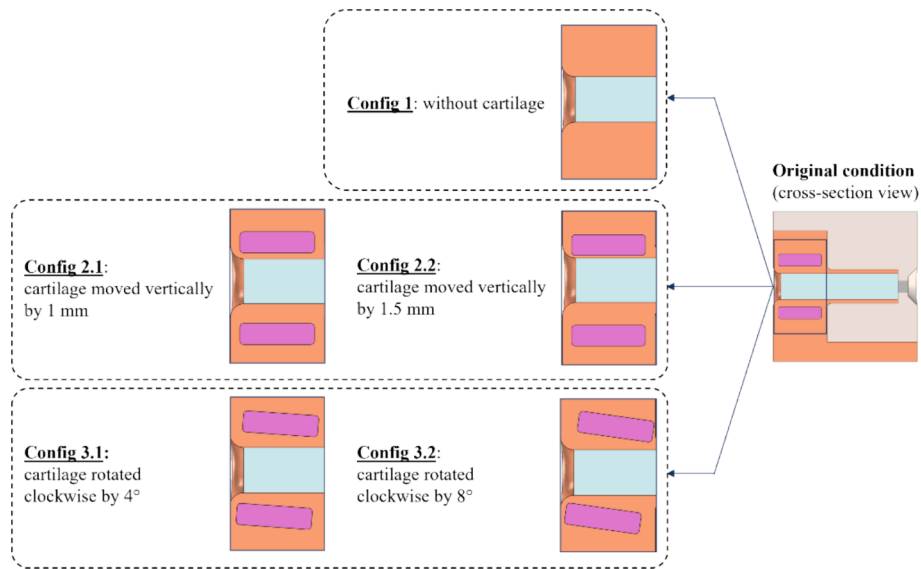 Config 1: without cartilage
Original condition
(cross-section view)
Config 2.1:
cartilage moved vertically
by 1 mm
Config 2.2:
cartilage moved vertically
by 1.5 mm
Config 3.1:
cartilage rotated
clockwise by 4°
Config 3.2:
cartilage rotated
clockwise by 8°